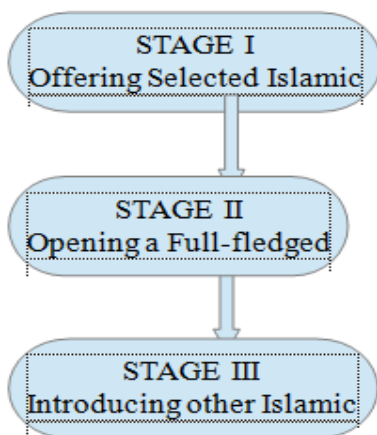 STAGE I
Offering Selected Islamic
STAGE II
Opening a Full-fledged
STAGE III
Introducing other Islamic